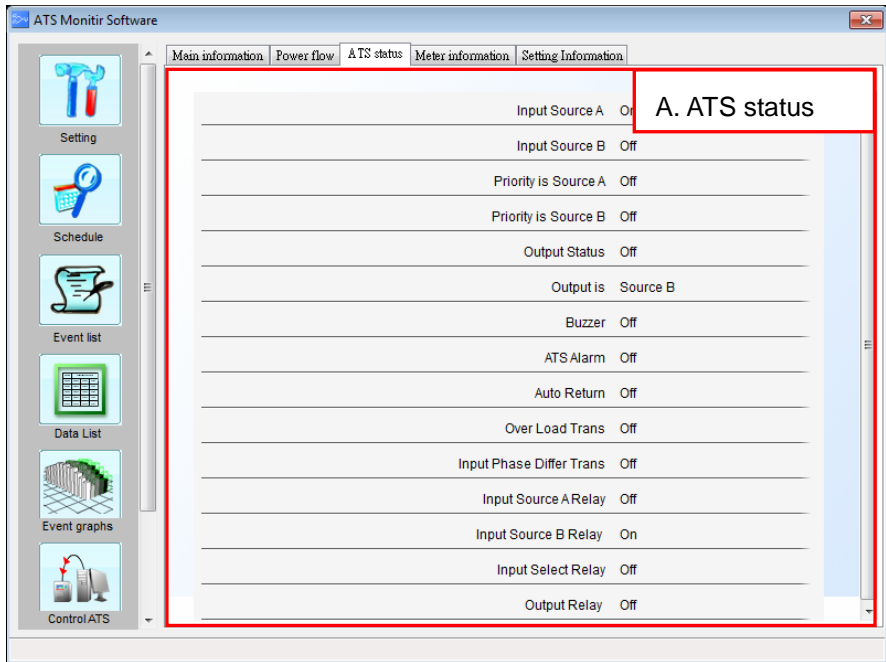 ATS Monitir Software
Main information Power flow ATS status Meter information Setting Information
A. ATS status
Setting
Schedule
Event list
Data List
Event graphs
Control ATS
Input Source A
Input Source B Off
Priority is Source A Off
Priority is Source B Off
Output Status Off
Output is Source B
Buzzer Off
ATS Alarm Off
Auto Return Off
Over Load Trans Off
Input Phase Differ Trans Off
Input Source A Relay Off
Input Source B Relay On
Input Select Relay Off
Output Relay Off